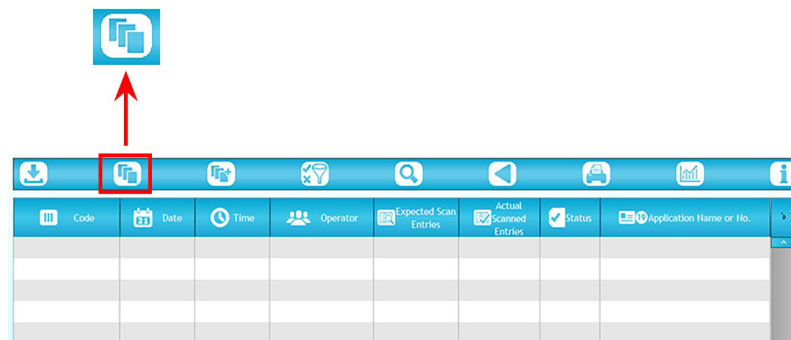 Code
Date
Time
Operator
Expected Scan
Entries
Actual
Scanned
Entries
Status
Application Name or No.